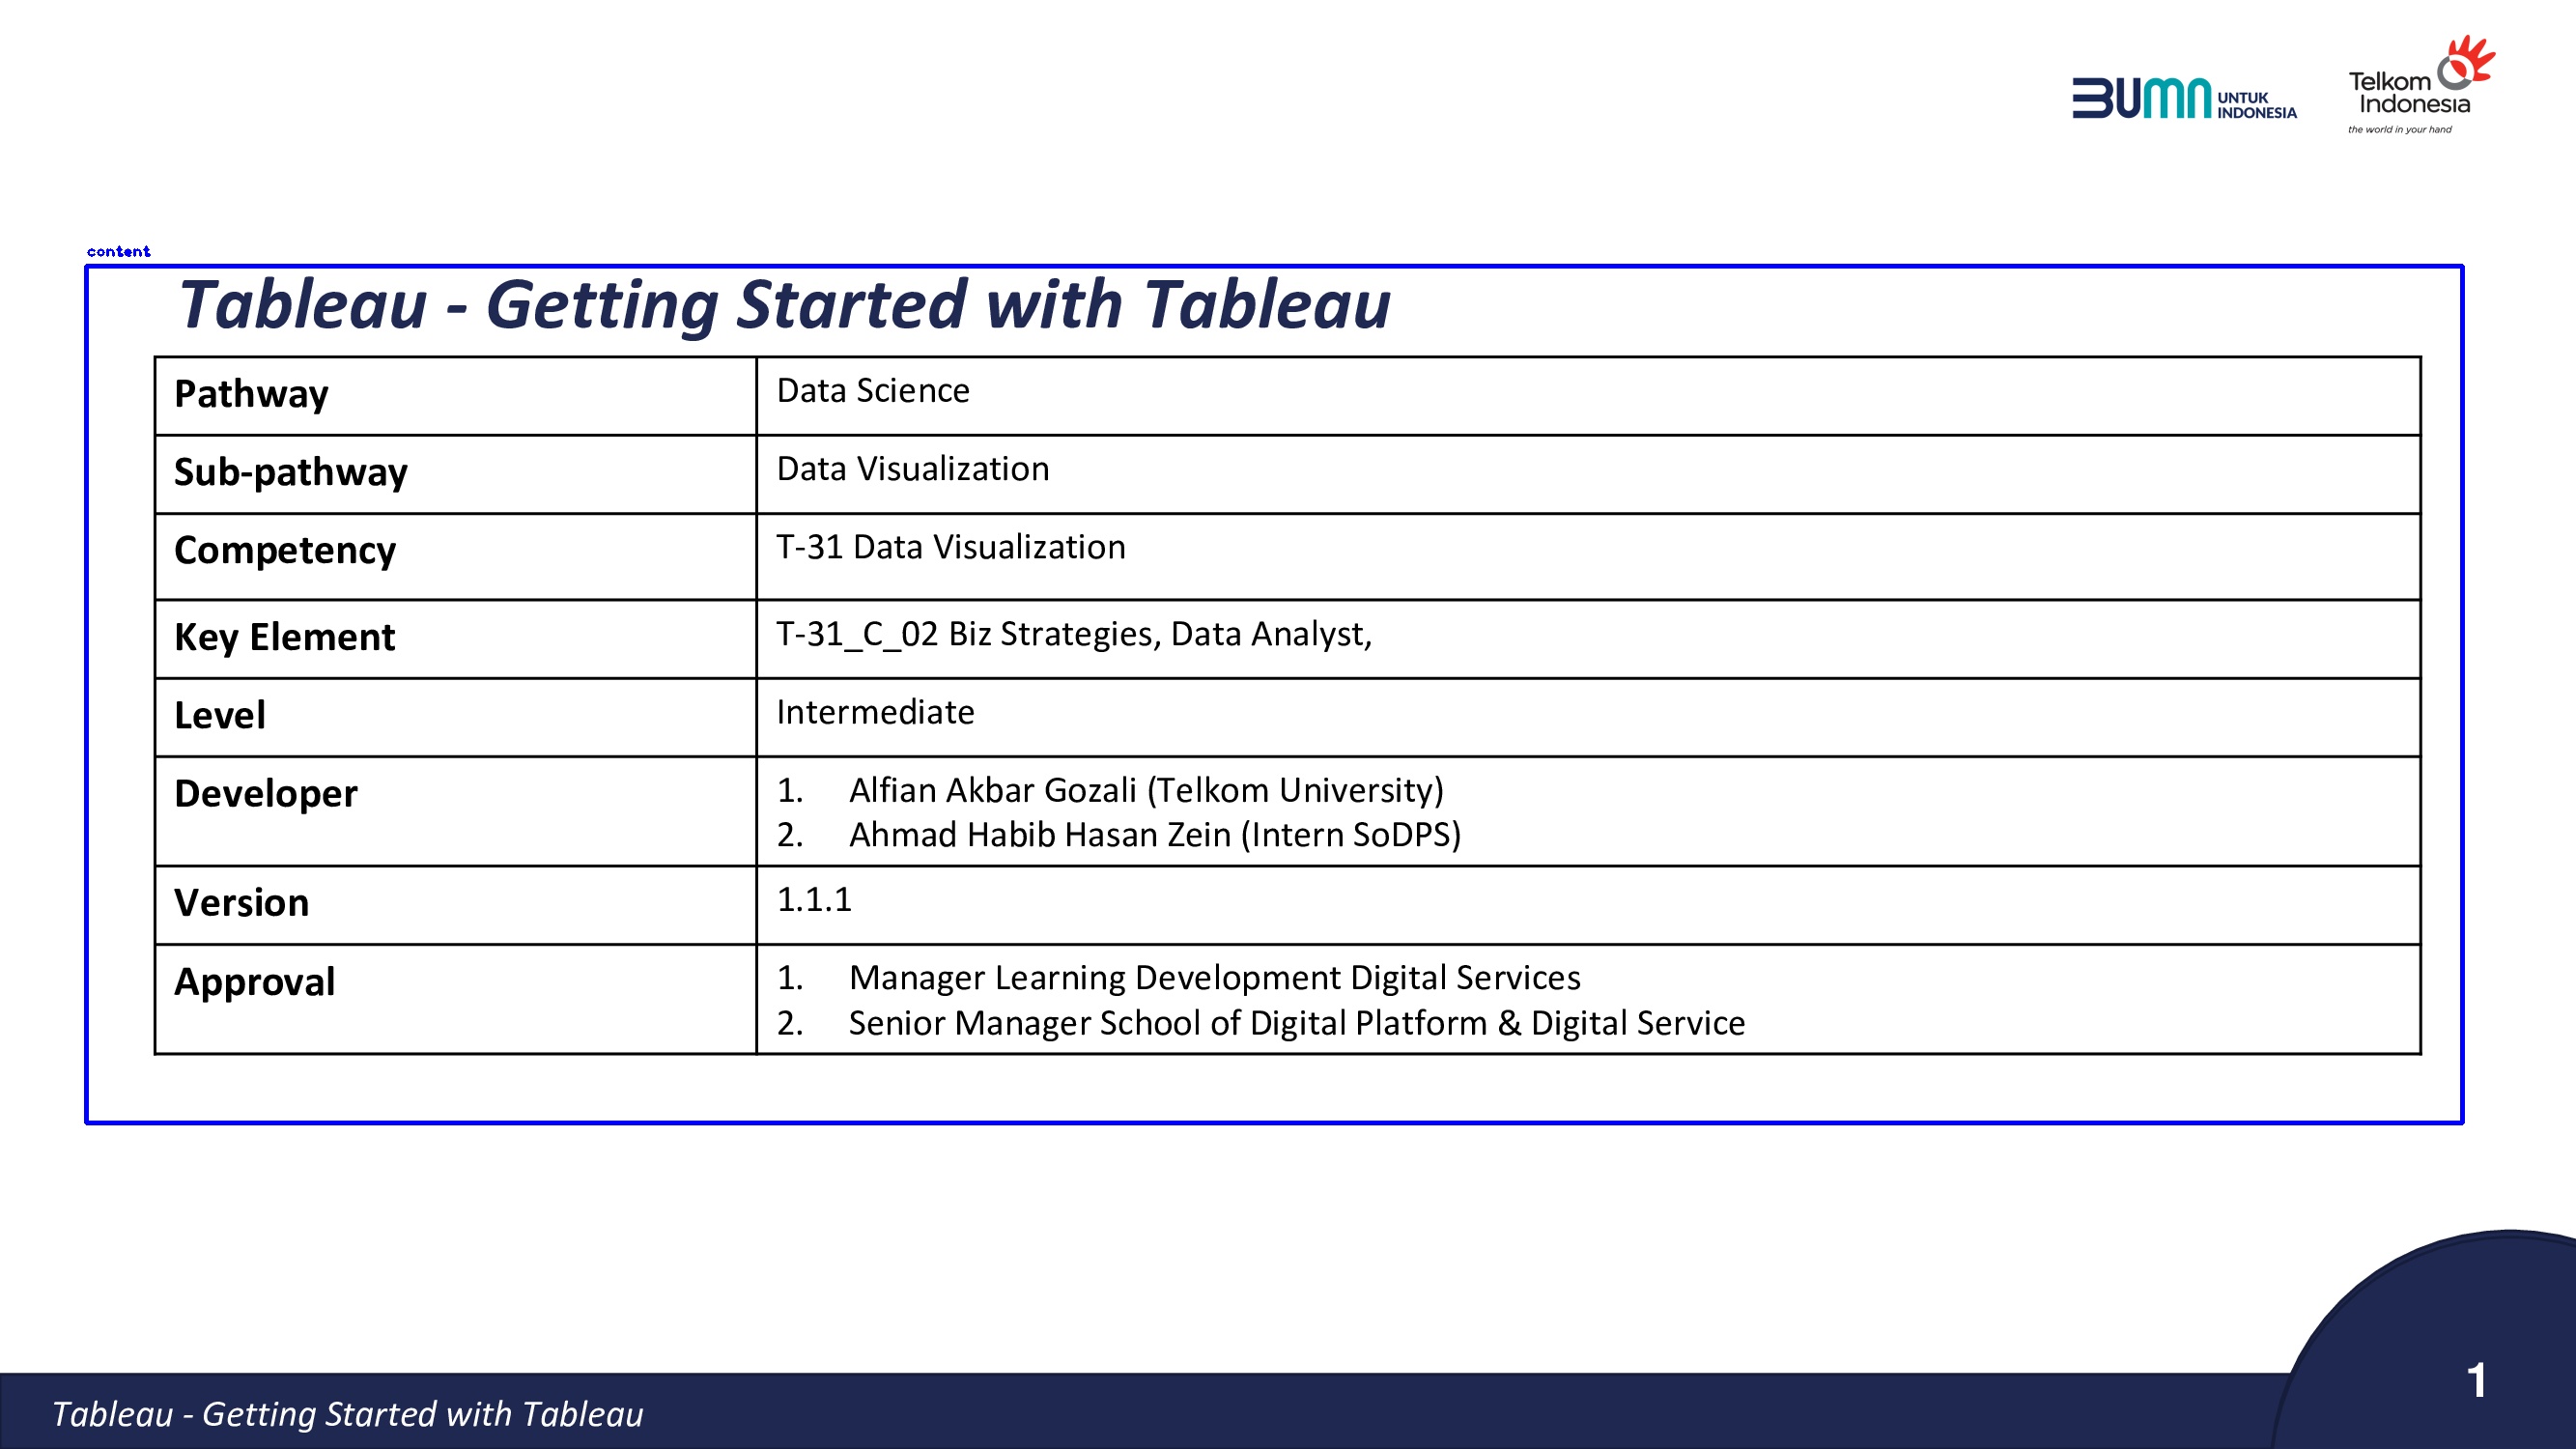 BUMN UNTUK INDONESIA
Telkom Indonesia
the world in your hand
content
Tableau - Getting Started with Tableau
Pathway Data Science
Sub-pathway Data Visualization
Competency T-31 Data Visualization
Key Element T-31_C_02 Biz Strategies, Data Analyst,
Level Intermediate
Developer 1. Alfian Akbar Gozali (Telkom University)
2. Ahmad Habib Hasan Zein (Intern SoDPS)
Version 1.1.1
Approval 1. Manager Learning Development Digital Services
2. Senior Manager School of Digital Platform & Digital Service
Tableau - Getting Started with Tableau
1